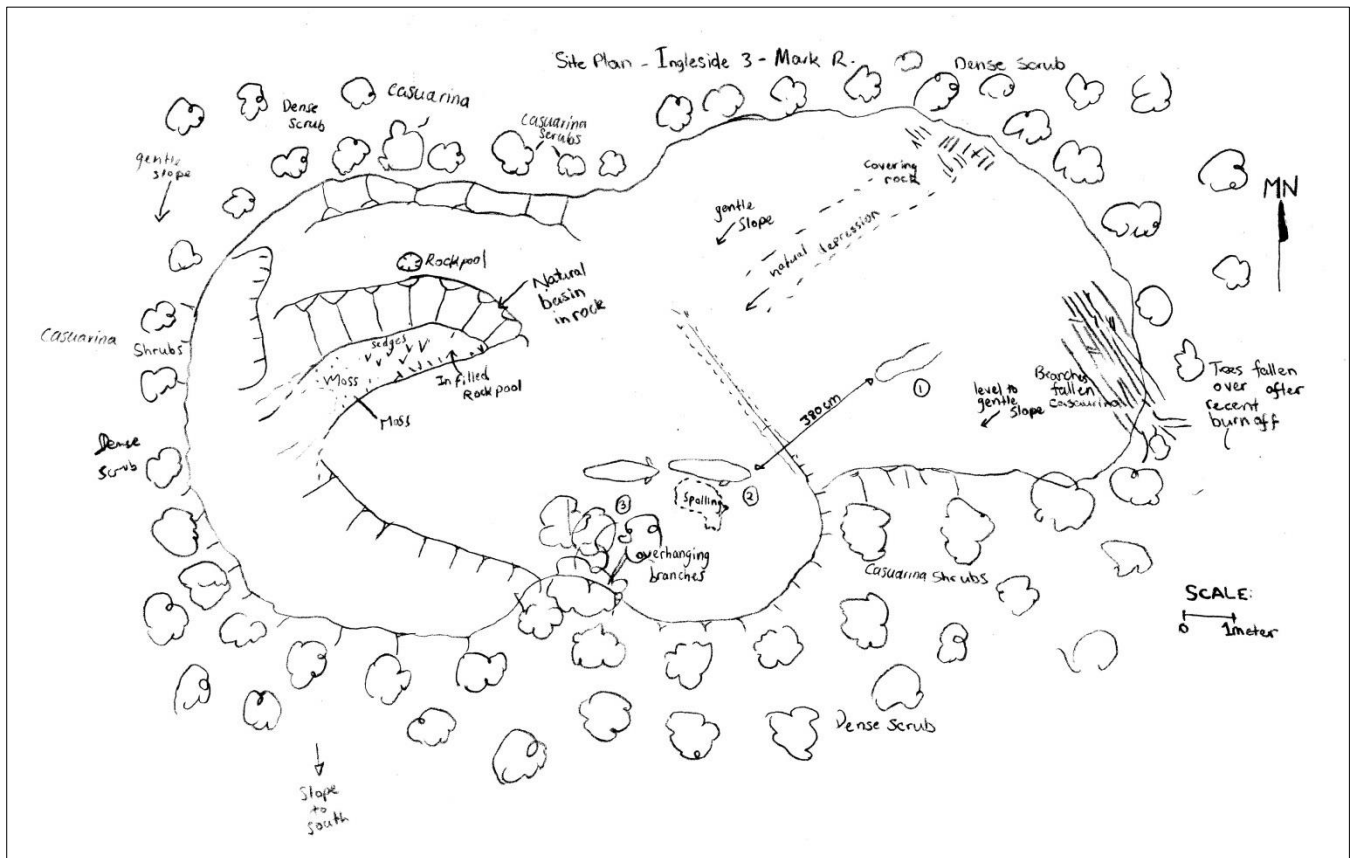 Site Plan - Ingleside 3 - Mark R.
Dense Scrub
Casuarina
Dense
Scrub
Casuarina
Scrubs
gentle
slope
covering
rock
MN
gentle
Slope
natural depression
Rockpool
Natural
basin
in rock
Casuarina
Shrubs
sedges
Moss
Infilled
Rockpool
Moss
①
380cm
level to
gentle
Slope
Branches
fallen
Trees fallen
over after
recent
burn off
Dense
Scrub
Spalling
②
③
overhanging
branches
Casuarina Shrubs
SCALE:
0 1meter
Dense Scrub
Slope
to
South